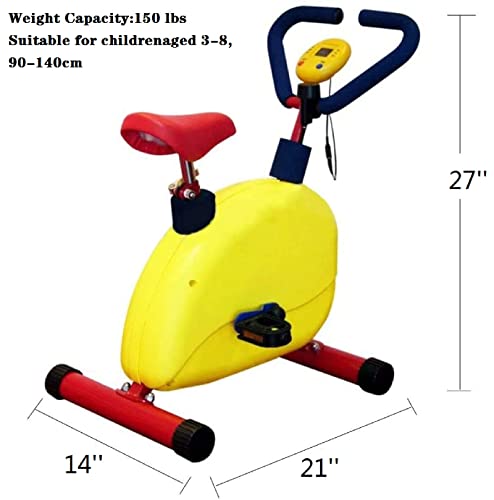 Weight Capacity:150 lbs
Suitable for childrenaged 3-8,
90-140cm
27''
14''
21''